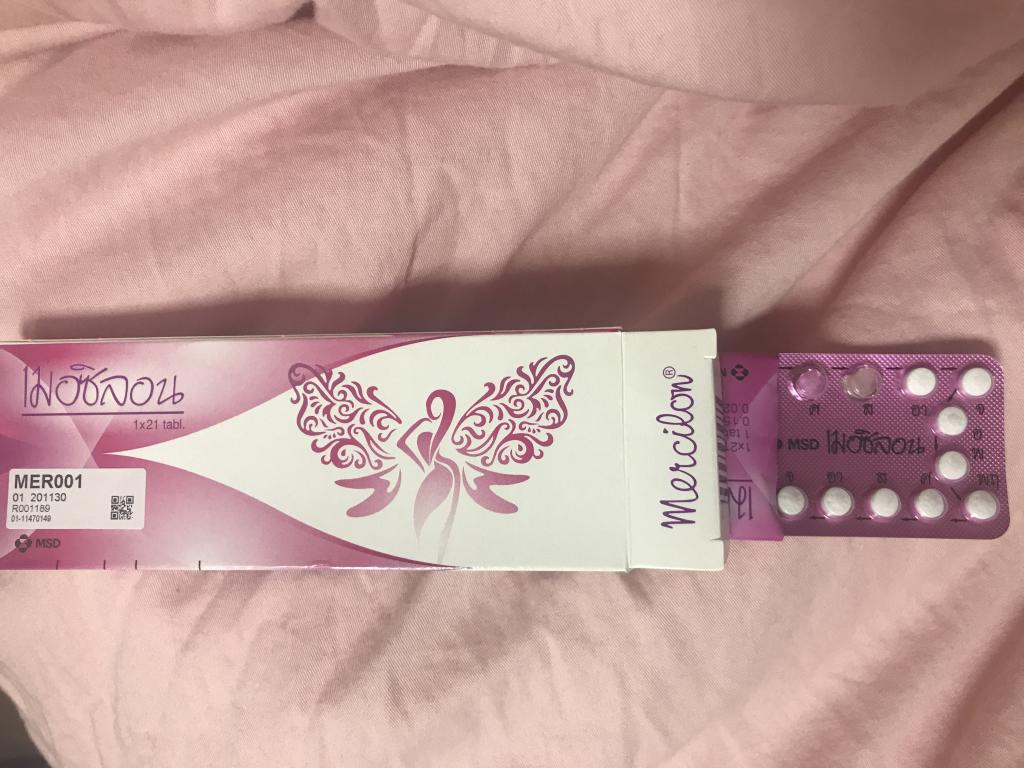 เมอซิลอน
1x21 tabl.
MER001
01 201130
R001189
01-11470149
MSD
Mercilon®
MSD เมอซิลอน